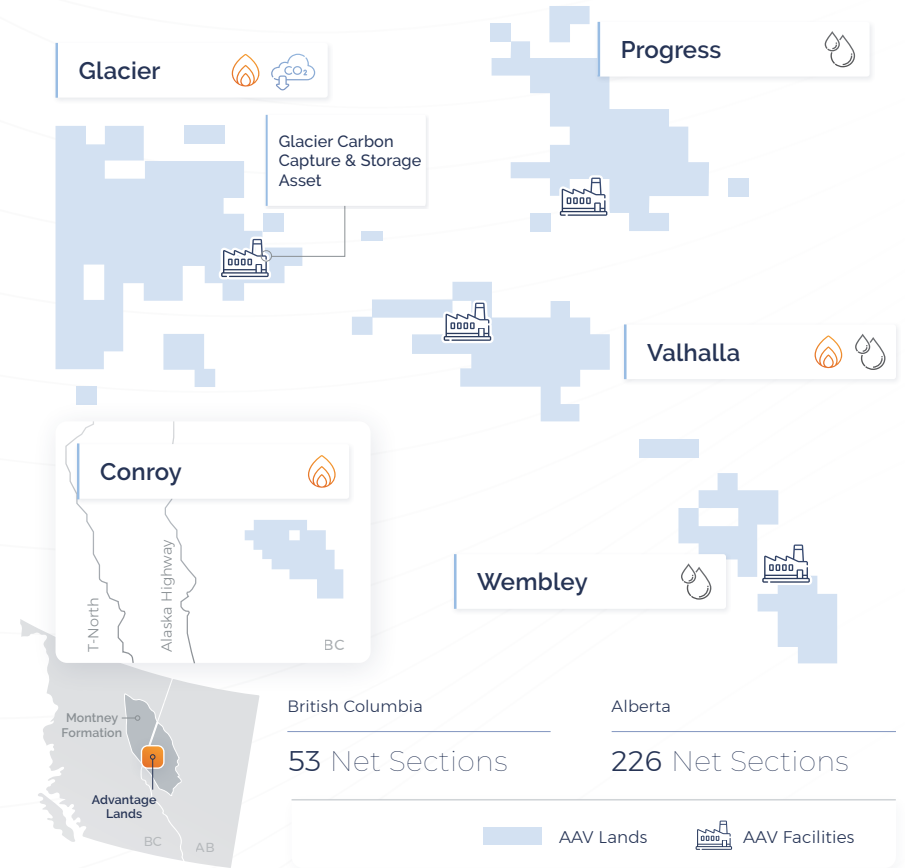 Glacier
CO₂
Progress
Glacier Carbon
Capture & Storage
Asset
Valhalla
Conroy
T-North
Alaska Highway
BC
Wembley
Montney
Formation
Advantage
Lands
BC
AB
British Columbia
53 Net Sections
Alberta
226 Net Sections
AAV Lands
AAV Facilities